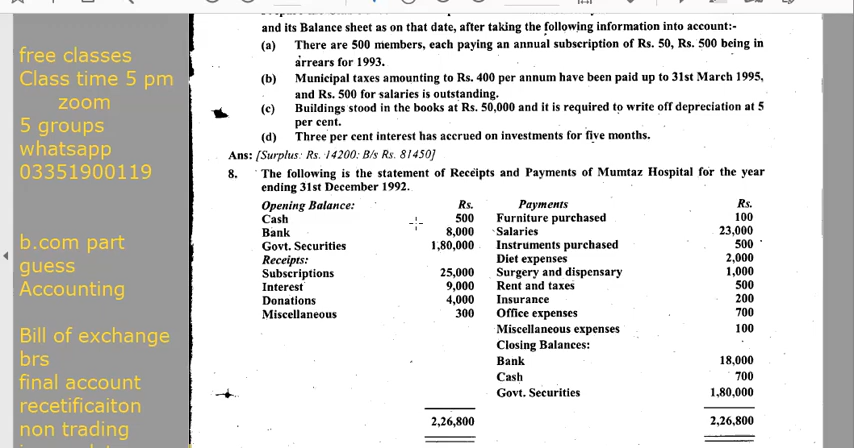 and its Balance sheet as on that date, after taking the following information into account:-
(a) There are 500 members, each paying an annual subscription of Rs. 50, Rs. 500 being in
arrears for 1993.
(b) Municipal taxes amounting to Rs. 400 per annum have been paid up to 31st March 1995,
and Rs. 500 for salaries is outstanding.
(c) Buildings stood in the books at Rs. 50,000 and it is required to write off depreciation at 5
per cent.
(d) Three per cent interest has accrued on investments for five months.
Ans: [Surplus: Rs. 14200: B/s Rs. 81450]
8. The following is the statement of Receipts and Payments of Mumtaz Hospital for the year
ending 31st December 1992.
Opening Balance: Rs. Payments Rs.
Cash 500 Furniture purchased 100
Bank 8,000 Salaries 23,000
Govt. Securities 1,80,000 Instruments purchased 500
Receipts: Diet expenses 2,000
Subscriptions 25,000 Surgery and dispensary 1,000
Interest 9,000 Rent and taxes 500
Donations 4,000 Insurance 200
Miscellaneous 300 Office expenses 700
Miscellaneous expenses 100
Closing Balances:
Bank 18,000
Cash 700
Govt. Securities 1,80,000
2,26,800 2,26,800
free classes
Class time 5 pm
zoom
5 groups
whatsapp
03351900119
b.com part
guess
Accounting
Bill of exchange
brs
final account
recetificaiton
non trading